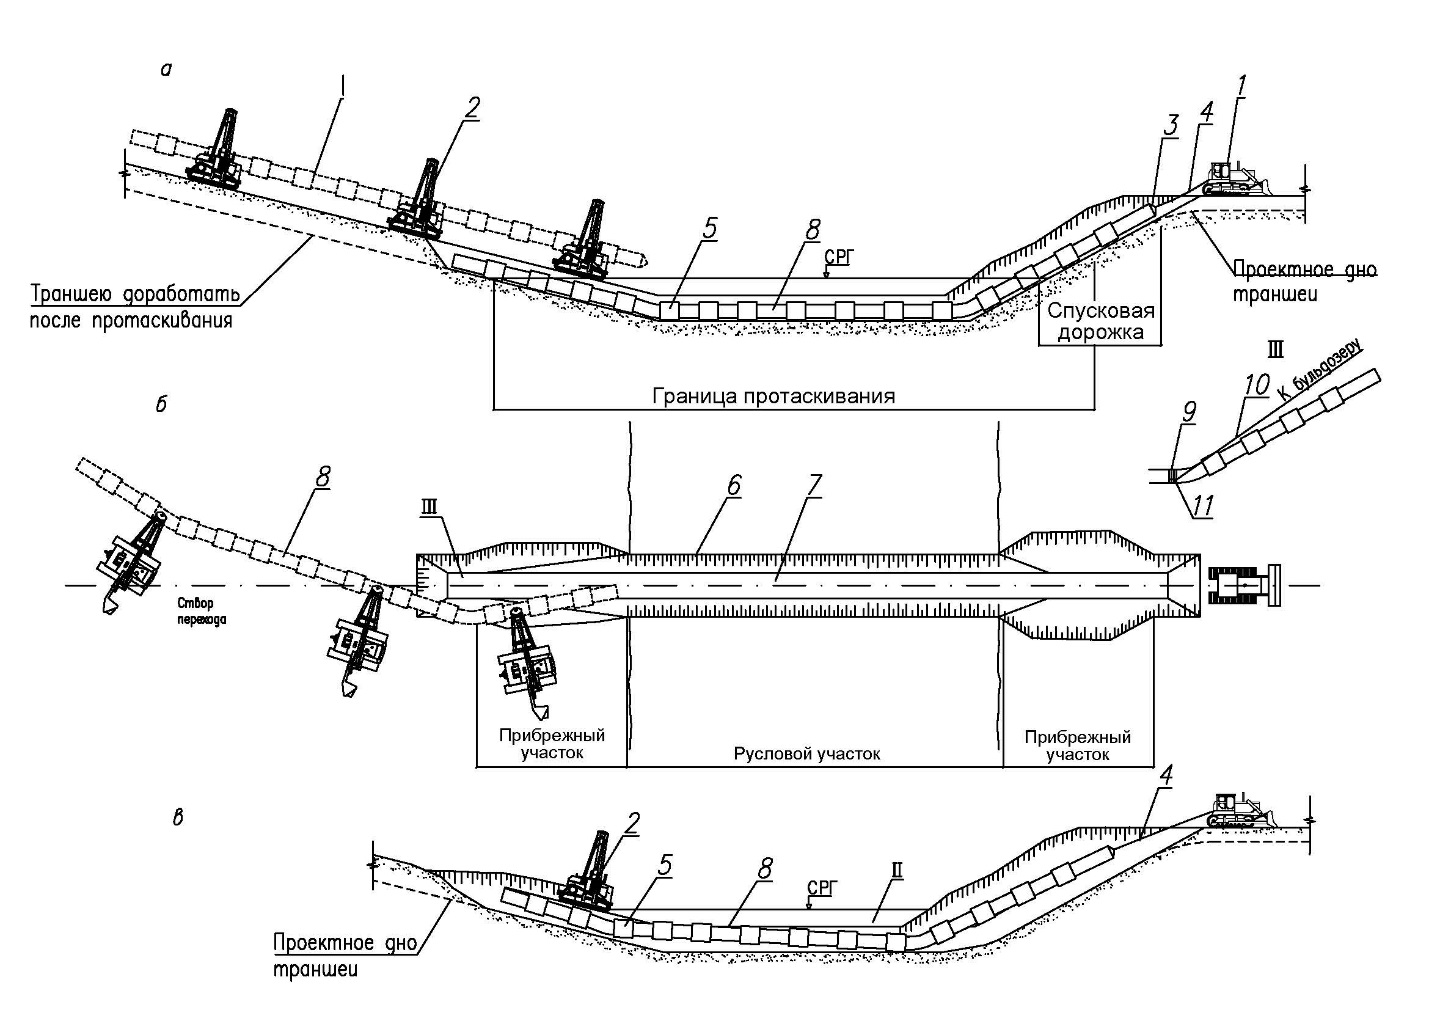 а
1
2
3
4
1
5
8
СРГ
Траншею доработать
после протаскивания
Проектное дно
траншеи
Спусковая
дорожка
Граница протаскивания
III
К бульдозеру
10
9
11
б
8
III
6
7
Створ
перехода
Прибрежный
участок
Русловой участок
Прибрежный
участок
в
2
5
8
СРГ
II
4
Проектное дно
траншеи